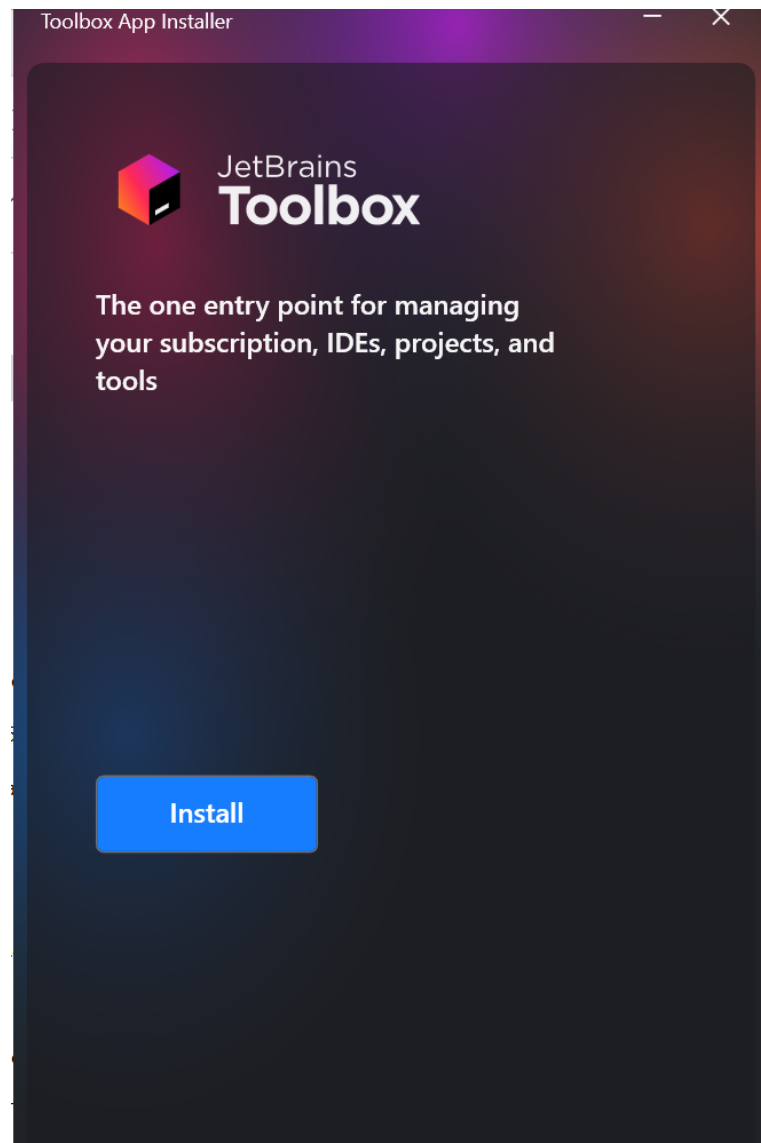 Toolbox App Installer
JetBrains
Toolbox
The one entry point for managing
your subscription, IDEs, projects, and
tools
Install